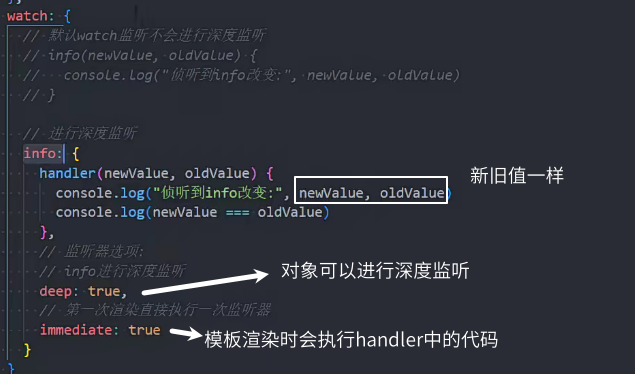 watch: {
// 默认watch监听不会进行深度监听
// info(newValue, oldValue) {
//   console.log("侦听到info改变:", newValue, oldValue)
// }
// 进行深度监听
info: {
handler(newValue, oldValue) {
console.log("侦听到info改变:", newValue, oldValue)
新旧值一样
console.log(newValue === oldValue)
},
// 监听器选项:
// info进行深度监听
对象可以进行深度监听
deep: true,
// 第一次渲染直接执行一次监听器
immediate: true
模板渲染时会执行handler中的代码
}
}